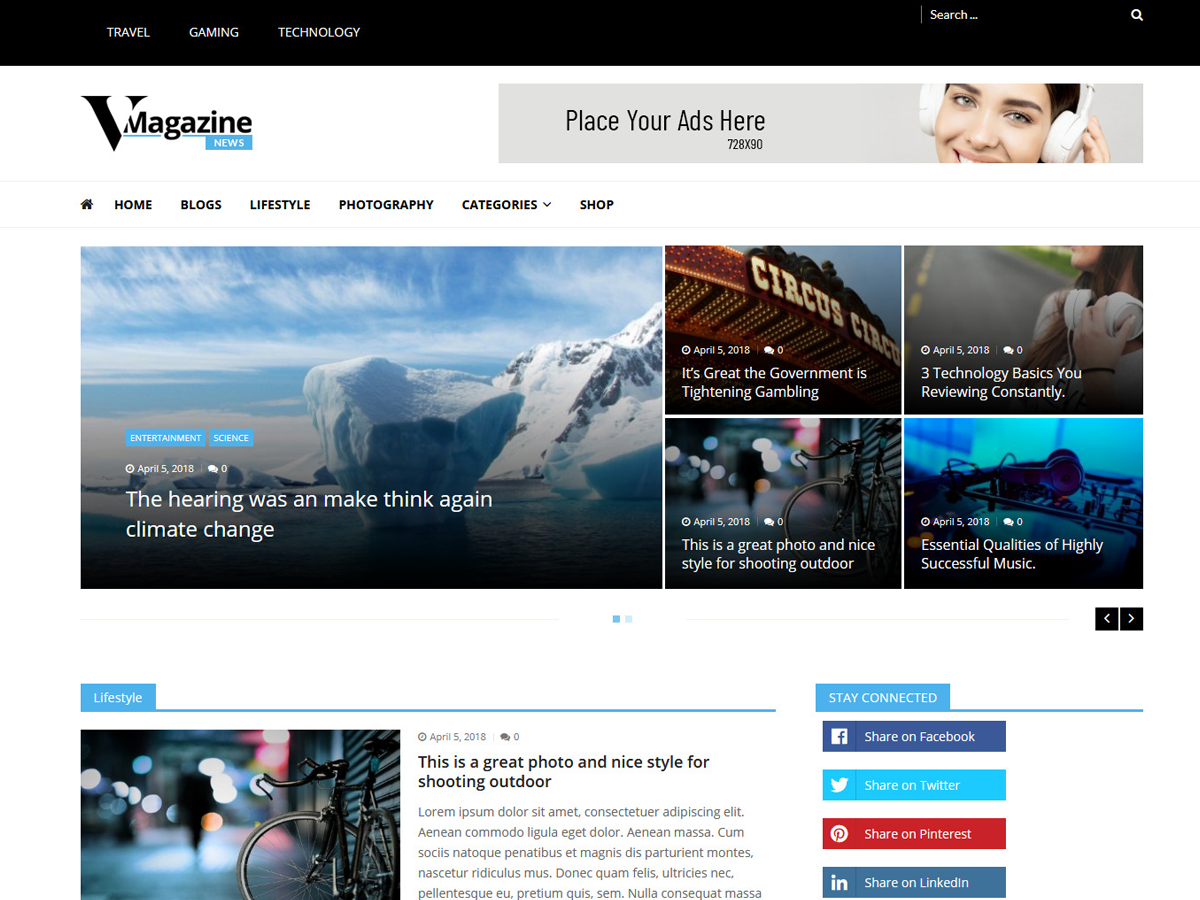 TRAVEL GAMING TECHNOLOGY
Search ...
VMagazine
NEWS
Place Your Ads Here
728X90
HOME BLOGS LIFESTYLE PHOTOGRAPHY CATEGORIES SHOP
ENTERTAINMENT SCIENCE
April 5, 2018 0
The hearing was an make think again
climate change
CIRCUS CIRCU
April 5, 2018 0
It's Great the Government is
Tightening Gambling
April 5, 2018 0
3 Technology Basics You
Reviewing Constantly.
April 5, 2018 0
This is a great photo and nice
style for shooting outdoor
April 5, 2018 0
Essential Qualities of Highly
Successful Music.
Lifestyle
April 5, 2018 0
This is a great photo and nice style for
shooting outdoor
Lorem ipsum dolor sit amet, consectetuer adipiscing elit.
Aenean commodo ligula eget dolor. Aenean massa. Cum
sociis natoque penatibus et magnis dis parturient montes,
nascetur ridiculus mus. Donec quam felis, ultricies nec,
pellentesque eu, pretium quis, sem. Nulla consequat massa
STAY CONNECTED
Share on Facebook
Share on Twitter
Share on Pinterest
Share on LinkedIn